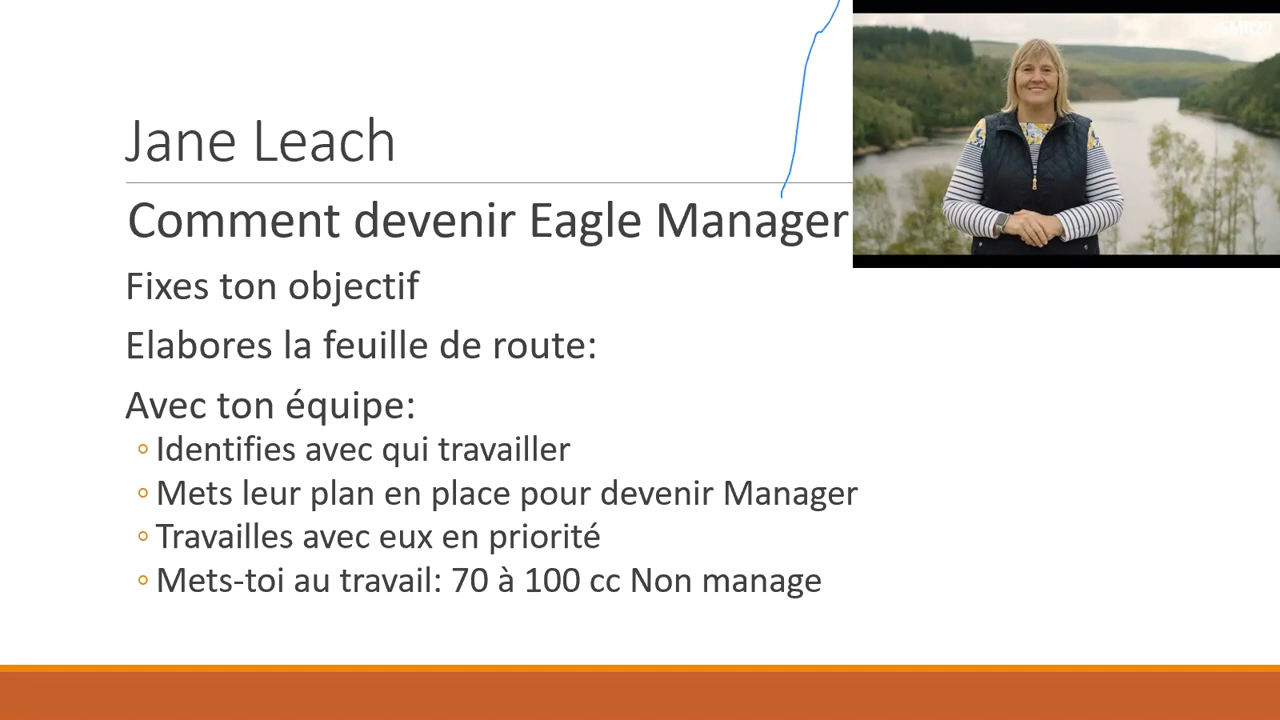 Jane Leach
Comment devenir Eagle Manager
Fixes ton objectif
Elabores la feuille de route:
Avec ton équipe:
Identifies avec qui travailler
Mets leur plan en place pour devenir Manager
Travailles avec eux en priorité
Mets-toi au travail: 70 à 100 cc Non manage